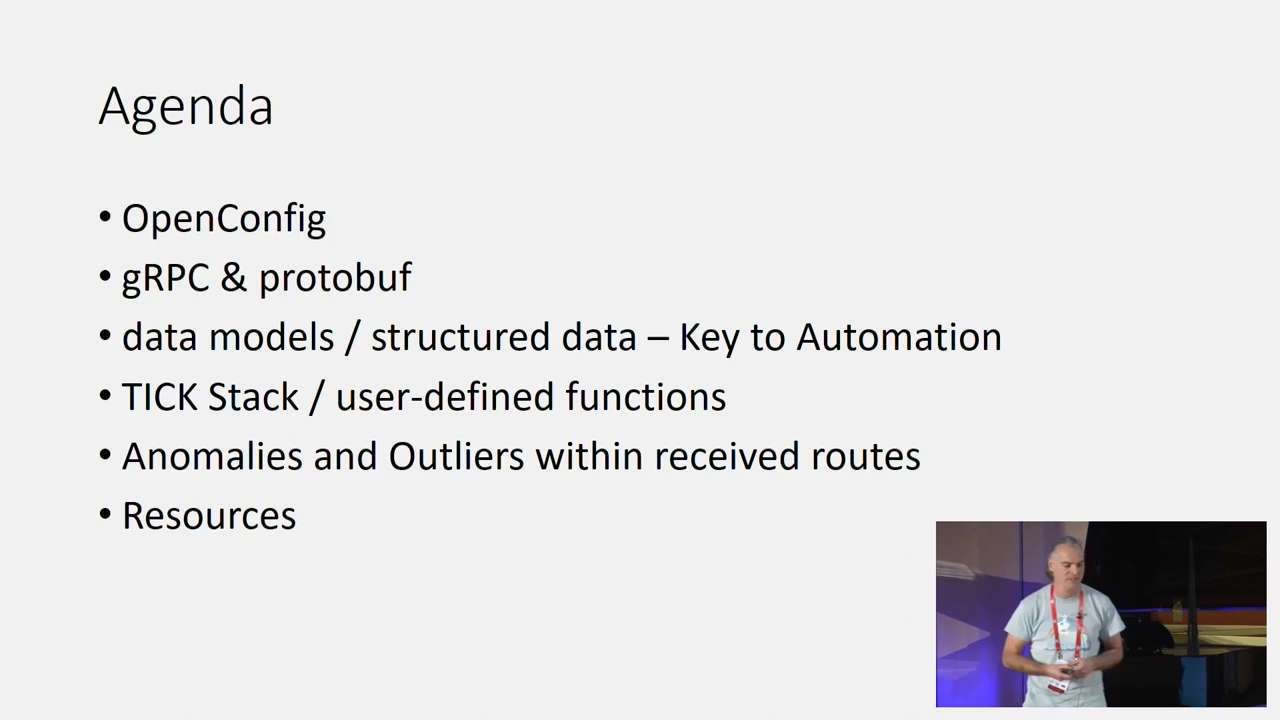 Agenda
• OpenConfig
• gRPC & protobuf
• data models / structured data – Key to Automation
• TICK Stack / user-defined functions
• Anomalies and Outliers within received routes
• Resources